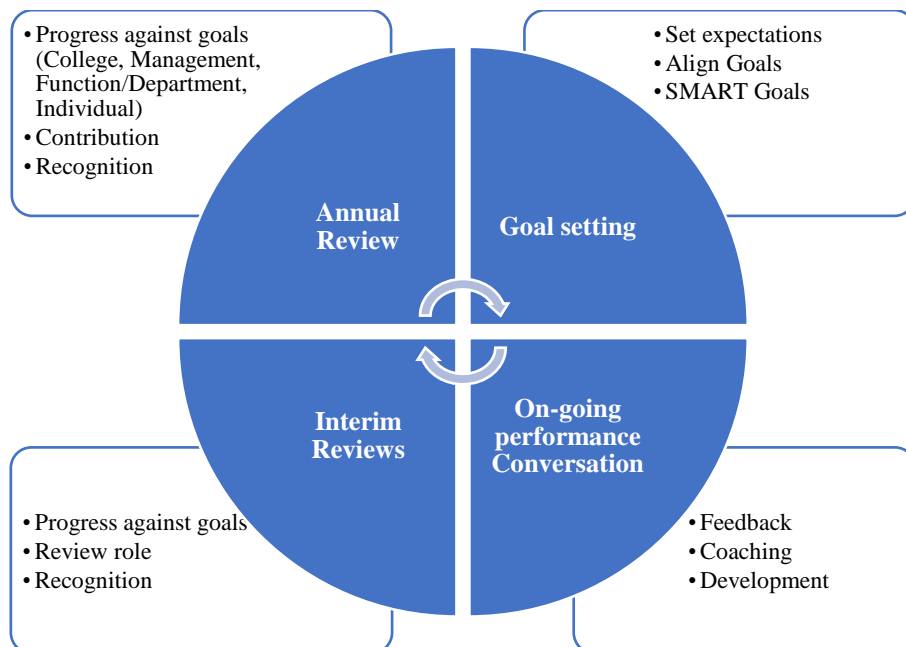 • Progress against goals
(College, Management,
Function/Department,
Individual)
• Contribution
• Recognition
• Set expectations
• Align Goals
• SMART Goals
Annual
Review
Goal setting
Interim
Reviews
On-going
performance
Conversation
• Progress against goals
• Review role
• Recognition
• Feedback
• Coaching
• Development